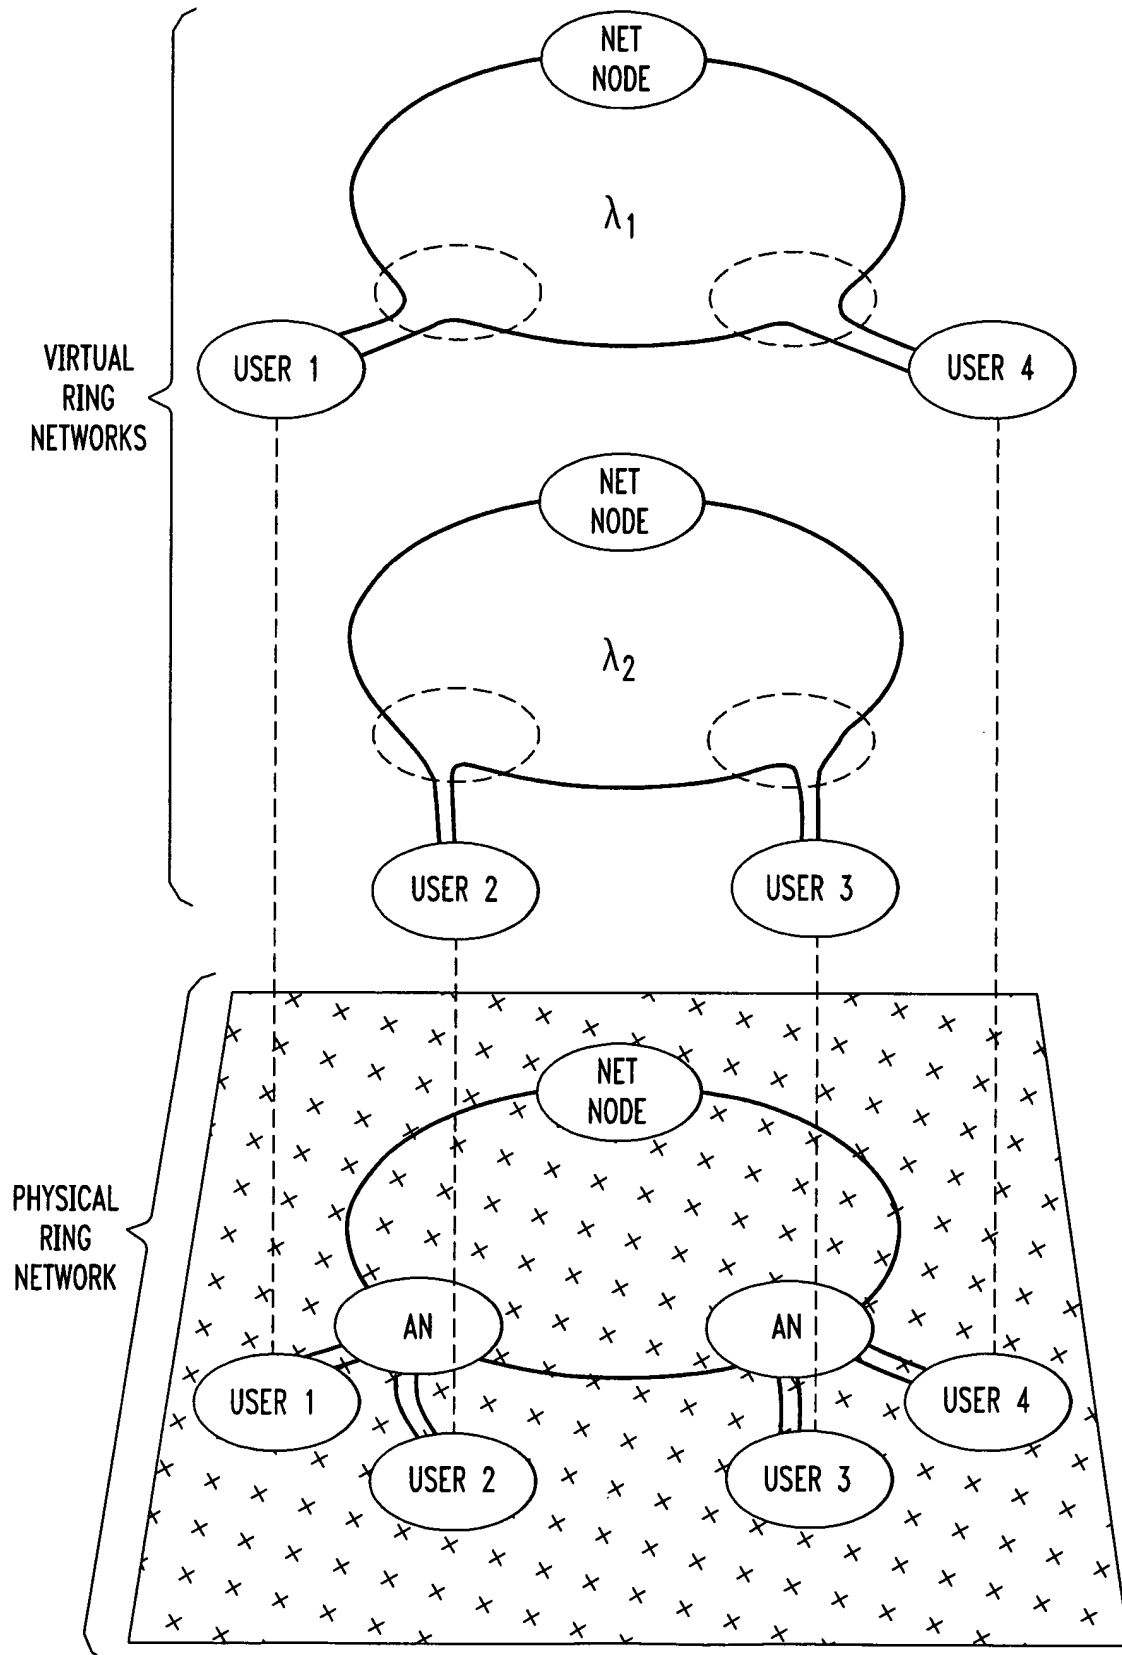 NET
NODE
λ1
VIRTUAL
RING
NETWORKS
USER 1
USER 4
NET
NODE
λ2
USER 2
USER 3
NET
NODE
PHYSICAL
RING
NETWORK
AN
AN
USER 1
USER 4
USER 2
USER 3